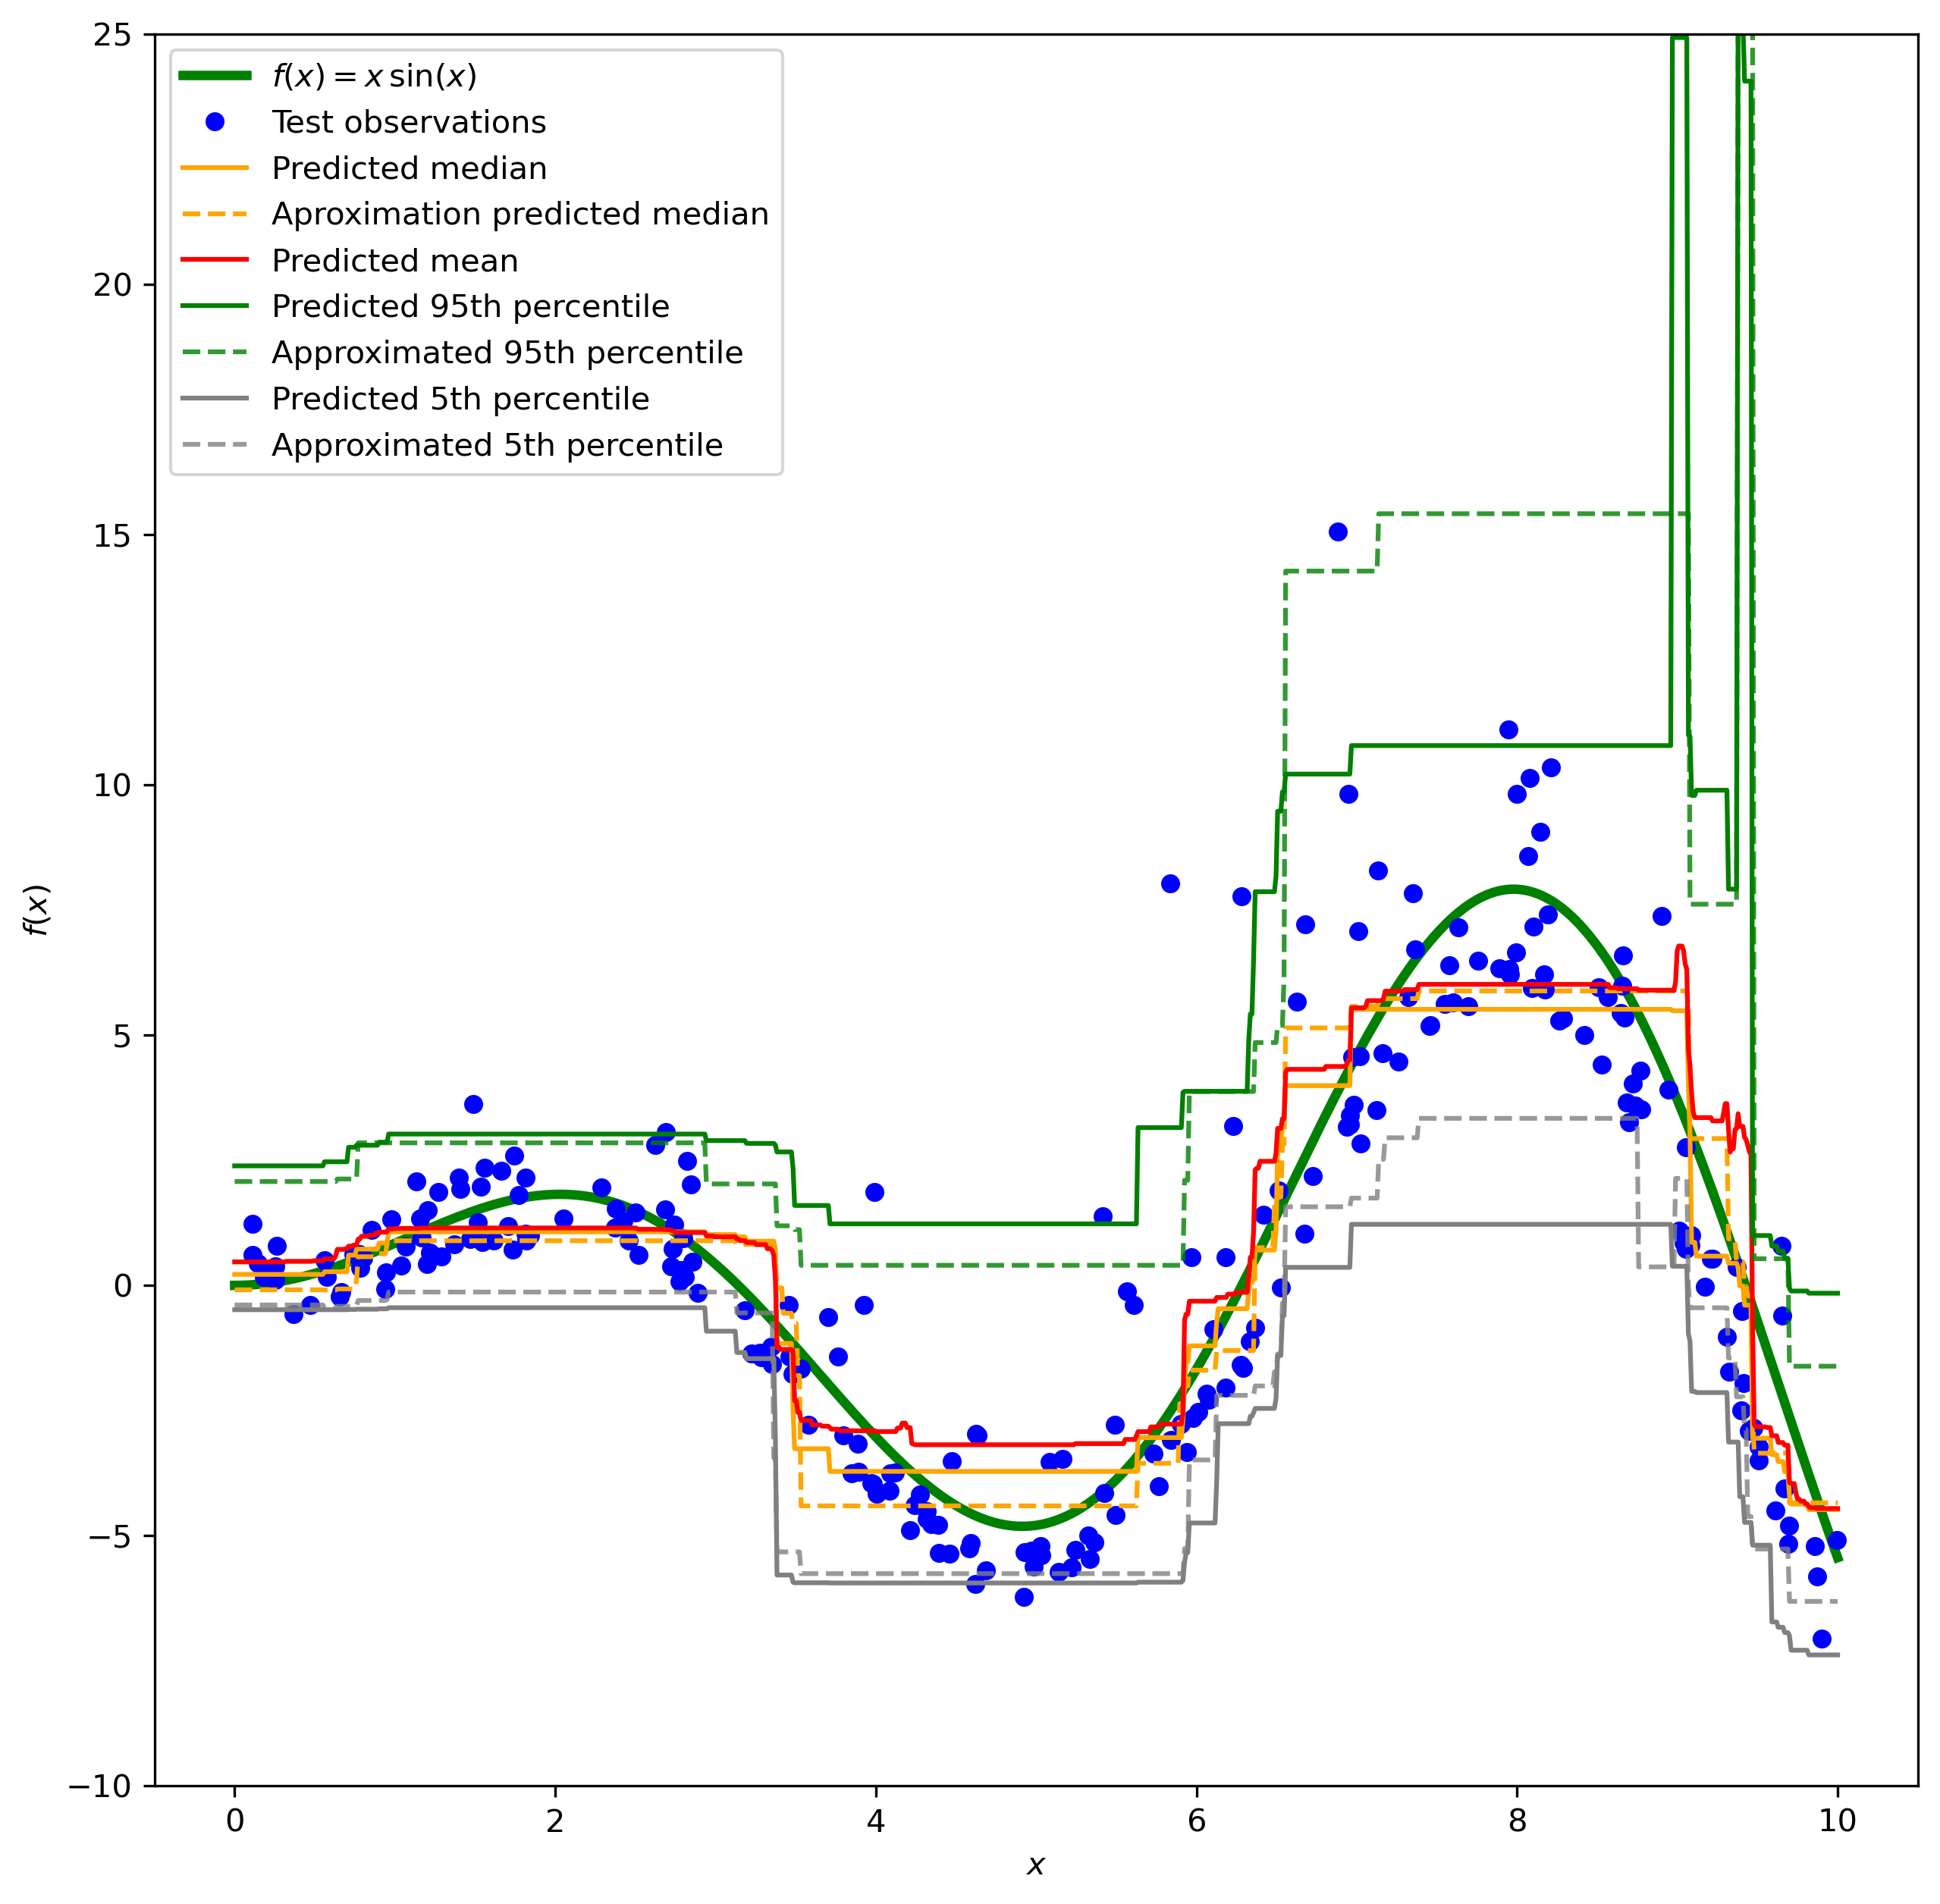 25
20
15
10
5
0
−5
−10
f(x)
f(x) = x sin(x)
Test observations
Predicted median
Aproximation predicted median
Predicted mean
Predicted 95th percentile
Approximated 95th percentile
Predicted 5th percentile
Approximated 5th percentile
0 2 4 6 8 10
x